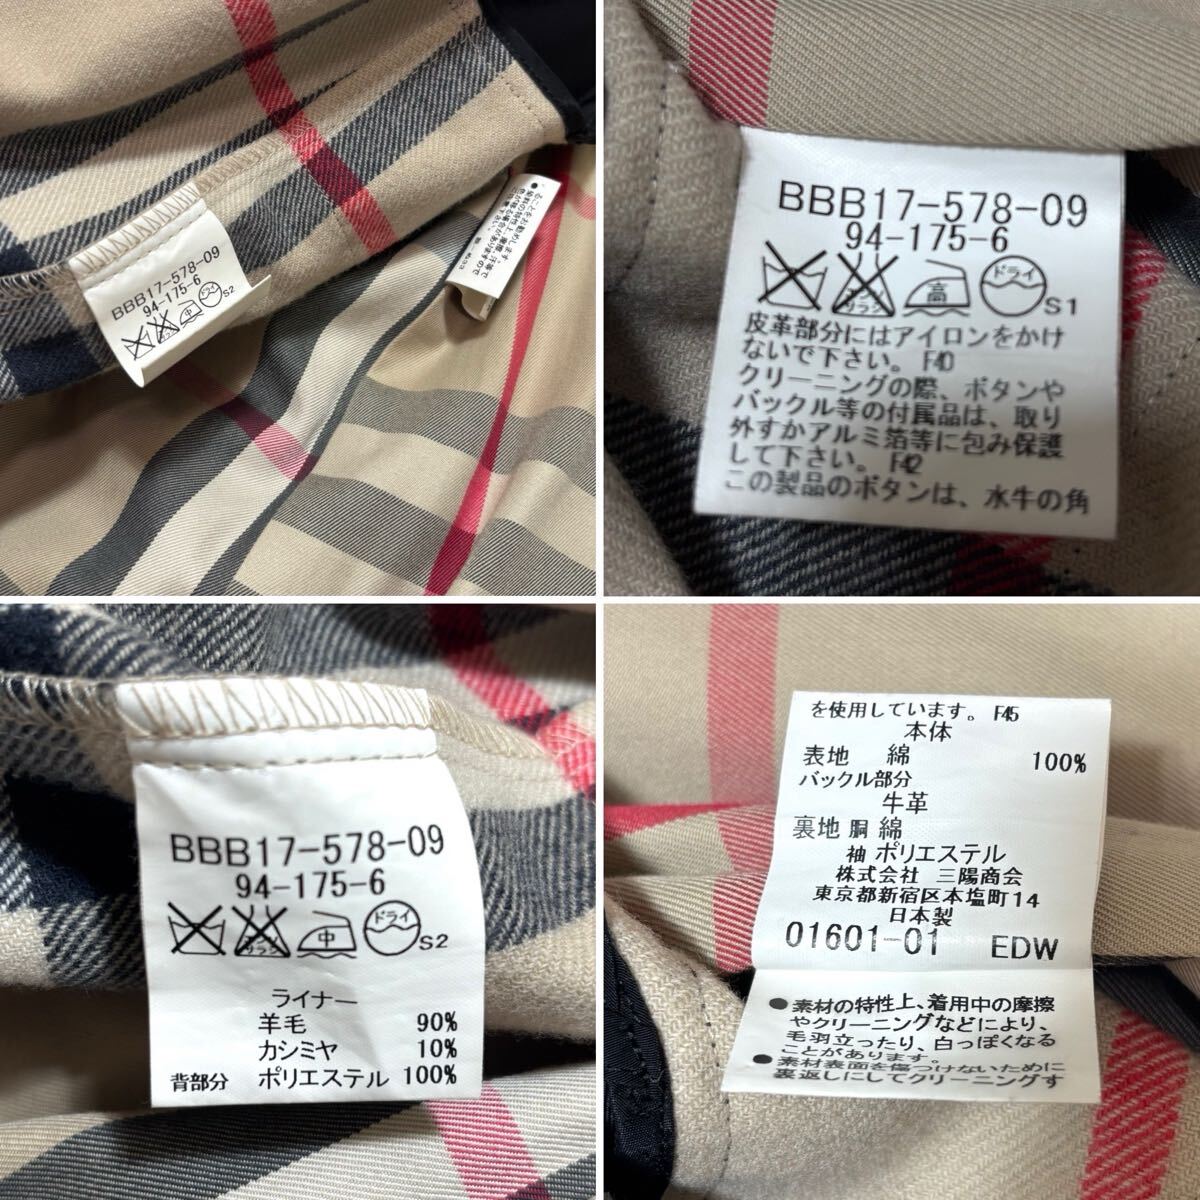 BBB17-578-09
94-175-6
中
S2
BBB17-578-09
94-175-6
高
ドライ
S1
皮革部分にはアイロンをかけ
ないで下さい。 F40
クリーニングの際、ボタンや
バックル等の付属品は、取り
外すかアルミ箔等に包み保護
して下さい。 F42
この製品のボタンは、水牛の角
BBB17-578-09
94-175-6
中
ドライ
S2
ライナー
羊毛 90%
カシミヤ 10%
背部分 ポリエステル 100%
を使用しています。 F45
本体
表地 綿 100%
バックル部分
牛革
裏地 胴 綿
袖 ポリエステル
株式会社 三陽商会
東京都新宿区本塩町14
日本製
01601-01 EDW
●素材の特性上、着用中の摩擦
やクリーニングなどにより、
毛羽立ったり、白っぽくなる
ことがあります。
●素材表面を傷つけないために
裏返しにしてクリーニングす